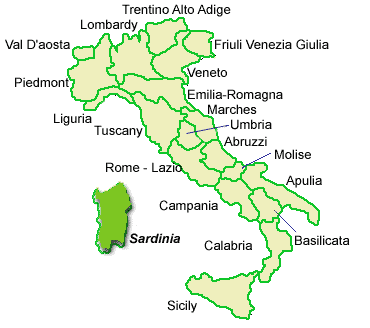 Trentino Alto Adige
Lombardy
Val D'aosta
Friuli Venezia Giulia
Veneto
Piedmont
Emilia-Romagna
Marches
Liguria
Umbria
Tuscany
Abruzzi
Molise
Rome - Lazio
Apulia
Campania
Sardinia
Basilicata
Calabria
Sicily